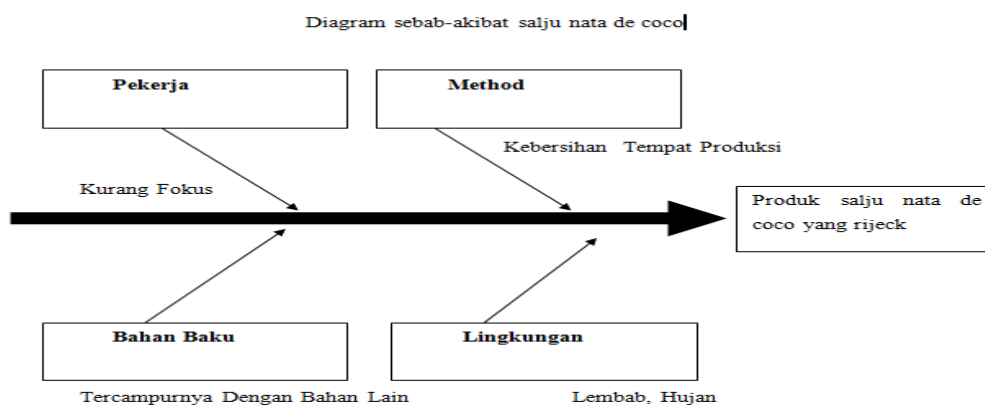 Diagram sebab-akibat salju nata de coco
Pekerja
Method
Kebersihan Tempat Produksi
Kurang Fokus
Produk salju nata de
coco yang rijeck
Bahan Baku
Lingkungan
Tercampurnya Dengan Bahan Lain
Lembab, Hujan